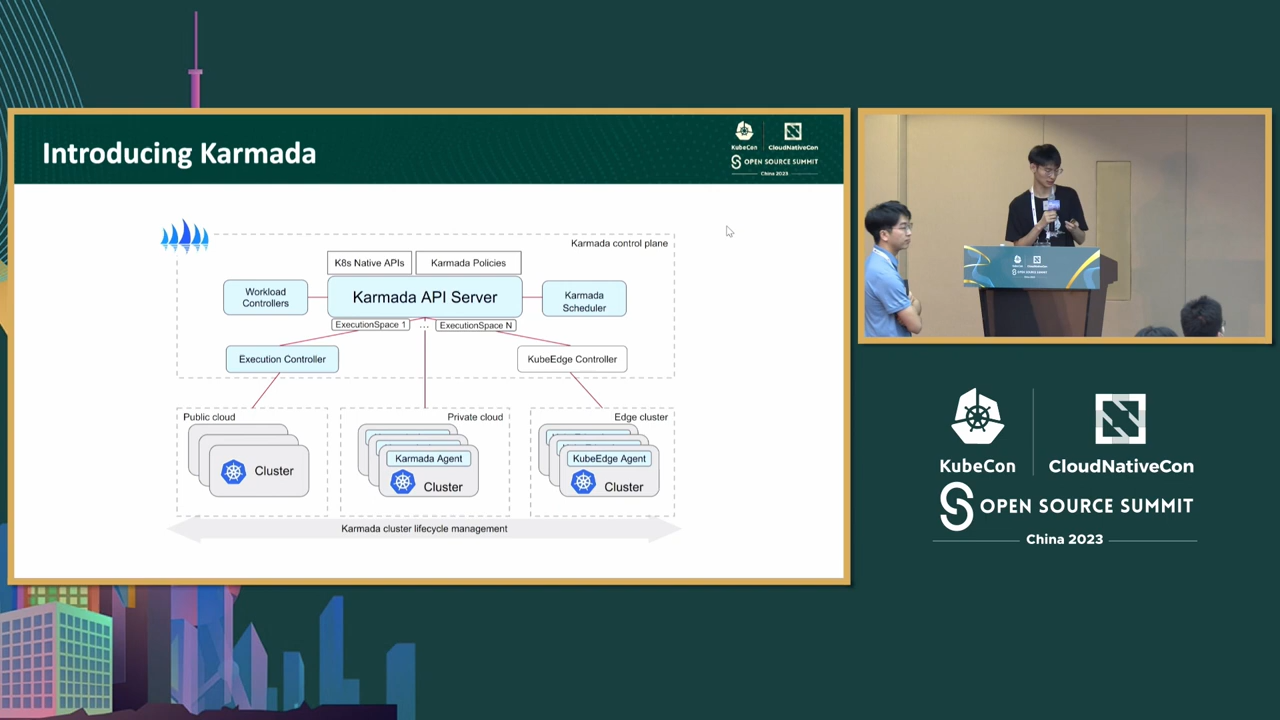 Introducing Karmada
KubeCon
CloudNativeCon
OPEN SOURCE SUMMIT
China 2023
Karmada control plane
K8s Native APIs
Karmada Policies
Workload
Controllers
Karmada API Server
Karmada
Scheduler
ExecutionSpace 1
...
ExecutionSpace N
Execution Controller
KubeEdge Controller
Public cloud
Private cloud
Edge cluster
Cluster
Karmada Agent
Cluster
KubeEdge Agent
Cluster
Karmada cluster lifecycle management
KubeCon
CloudNativeCon
OPEN SOURCE SUMMIT
China 2023